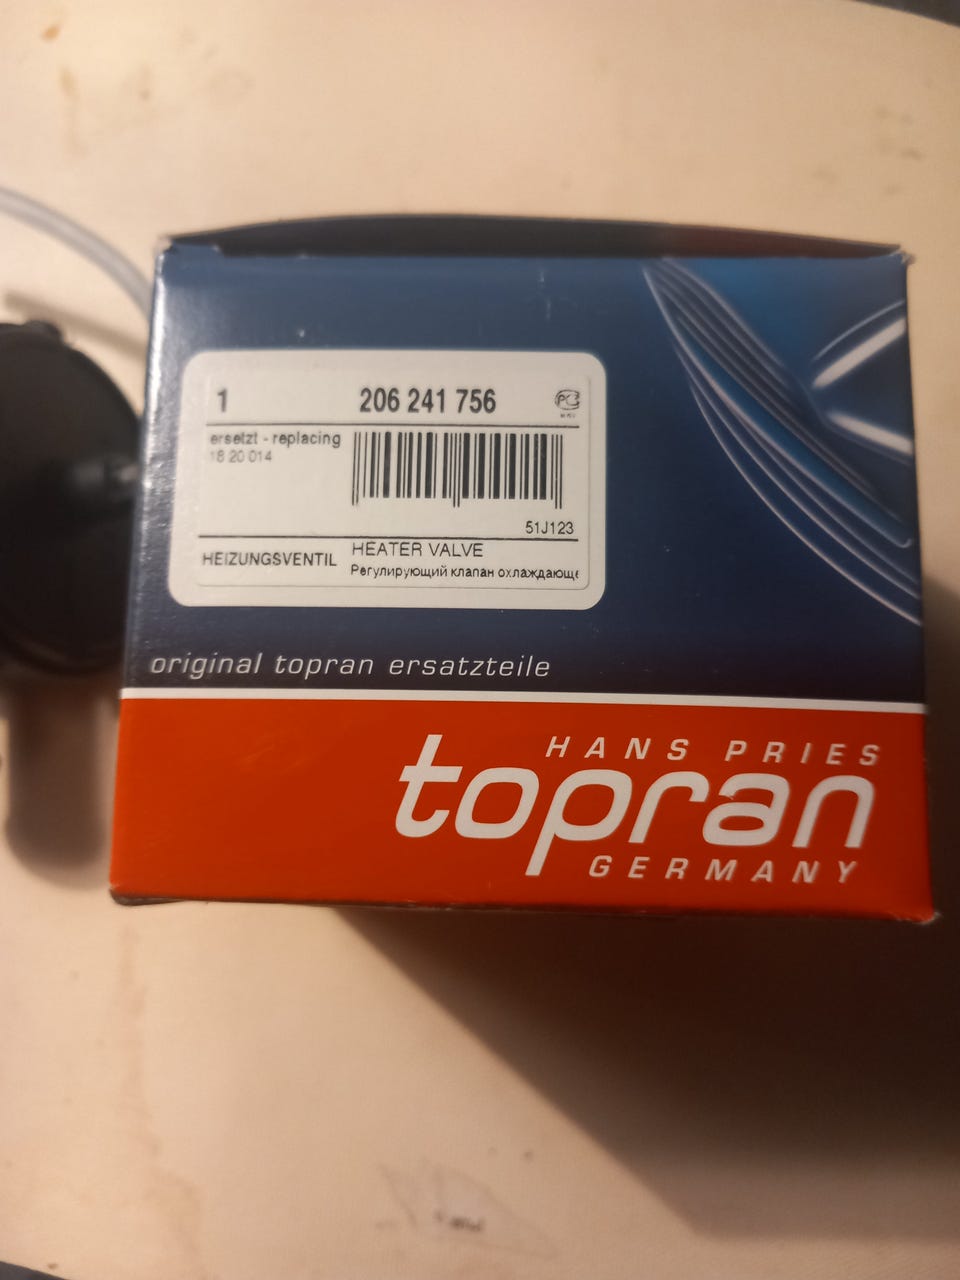 1 206 241 756
ersetzt - replacing
18 20 014
51J123
HEIZUNGSVENTIL
HEATER VALVE
Регулирующий клапан охлаждающе
original topran ersatzteile
HANS PRIES
topran
GERMANY